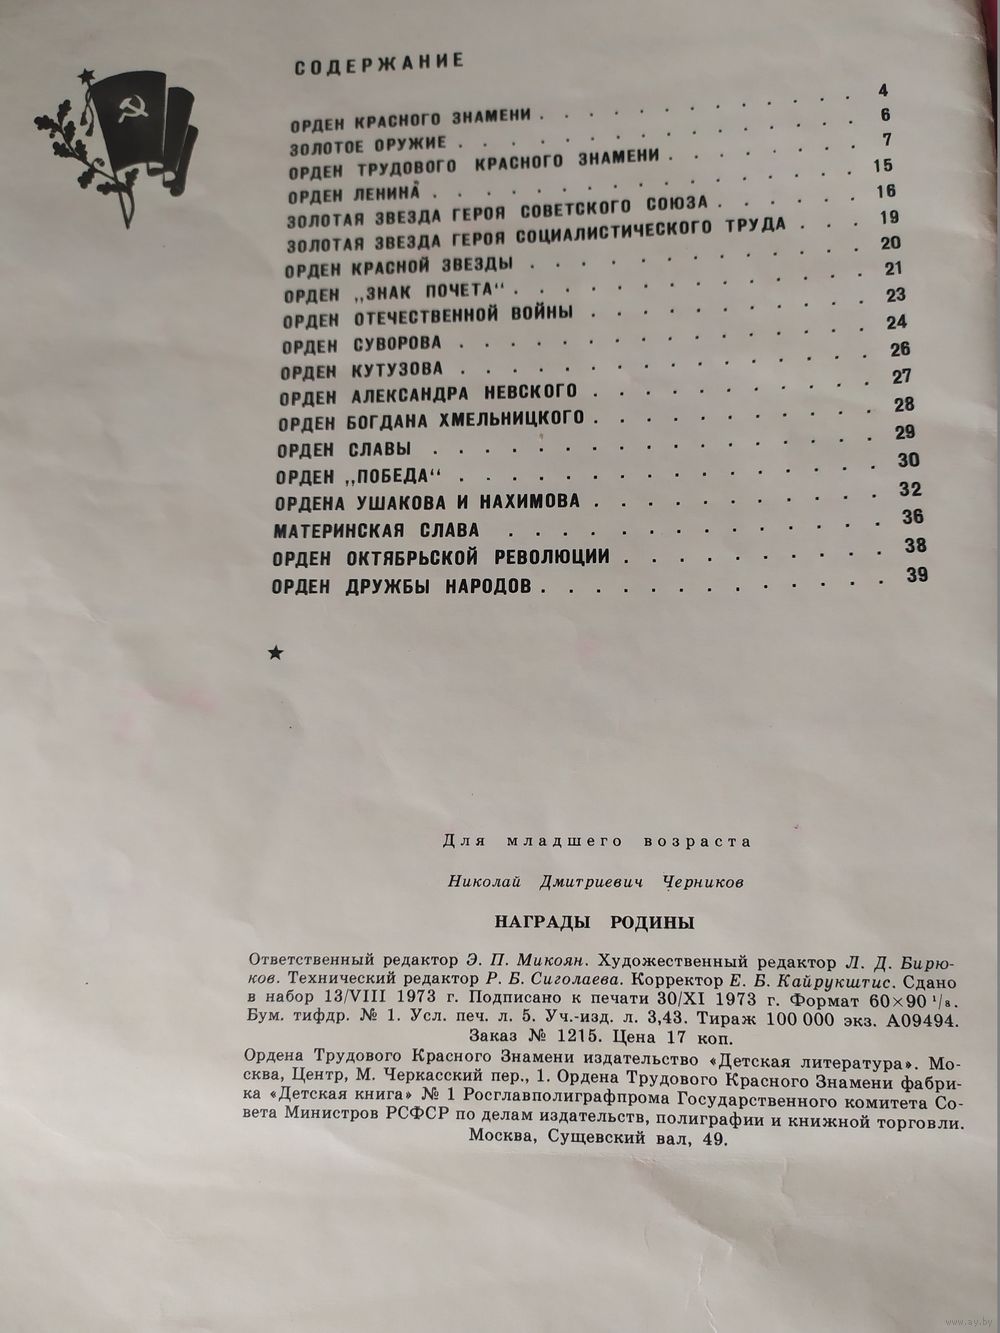 СОДЕРЖАНИЕ
ОРДЕН КРАСНОГО ЗНАМЕНИ . . . . . . . . . . . . 4
ЗОЛОТОЕ ОРУЖИЕ . . . . . . . . . . . . . . 6
ОРДЕН ТРУДОВОГО КРАСНОГО ЗНАМЕНИ . . . . . . . 7
ОРДЕН ЛЕНИНА . . . . . . . . . . . . . . . 15
ЗОЛОТАЯ ЗВЕЗДА ГЕРОЯ СОВЕТСКОГО СОЮЗА . . . . . 16
ЗОЛОТАЯ ЗВЕЗДА ГЕРОЯ СОЦИАЛИСТИЧЕСКОГО ТРУДА . . . 19
ОРДЕН КРАСНОЙ ЗВЕЗДЫ . . . . . . . . . . . . 20
ОРДЕН „ЗНАК ПОЧЕТА“ . . . . . . . . . . . . . 21
ОРДЕН ОТЕЧЕСТВЕННОЙ ВОЙНЫ . . . . . . . . . . 23
ОРДЕН СУВОРОВА . . . . . . . . . . . . . . 24
ОРДЕН КУТУЗОВА . . . . . . . . . . . . . . 26
ОРДЕН АЛЕКСАНДРА НЕВСКОГО . . . . . . . . . . 27
ОРДЕН БОГДАНА ХМЕЛЬНИЦКОГО . . . . . . . . . . 28
ОРДЕН СЛАВЫ . . . . . . . . . . . . . . . 29
ОРДЕН „ПОБЕДА“ . . . . . . . . . . . . . . 30
ОРДЕНА УШАКОВА И НАХИМОВА . . . . . . . . . . 32
МАТЕРИНСКАЯ СЛАВА . . . . . . . . . . . . . 36
ОРДЕН ОКТЯБРЬСКОЙ РЕВОЛЮЦИИ . . . . . . . . . 38
ОРДЕН ДРУЖБЫ НАРОДОВ . . . . . . . . . . . . 39
Для младшего возраста
Николай Дмитриевич Черников
НАГРАДЫ РОДИНЫ
Ответственный редактор Э. П. Микоян. Художественный редактор Л. Д. Бирю-
ков. Технический редактор Р. Б. Сиголаева. Корректор Е. Б. Кайрукштис. Сдано
в набор 13/VIII 1973 г. Подписано к печати 30/XI 1973 г. Формат 60×90 1/8.
Бум. тифдр. № 1. Усл. печ. л. 5. Уч.-изд. л. 3,43. Тираж 100 000 экз. А09494.
Заказ № 1215. Цена 17 коп.
Ордена Трудового Красного Знамени издательство «Детская литература». Мо-
сква, Центр, М. Черкасский пер., 1. Ордена Трудового Красного Знамени фабри-
ка «Детская книга» № 1 Росглавполиграфпрома Государственного комитета Со-
вета Министров РСФСР по делам издательств, полиграфии и книжной торговли.
Москва, Сущевский вал, 49.
www.ay.by